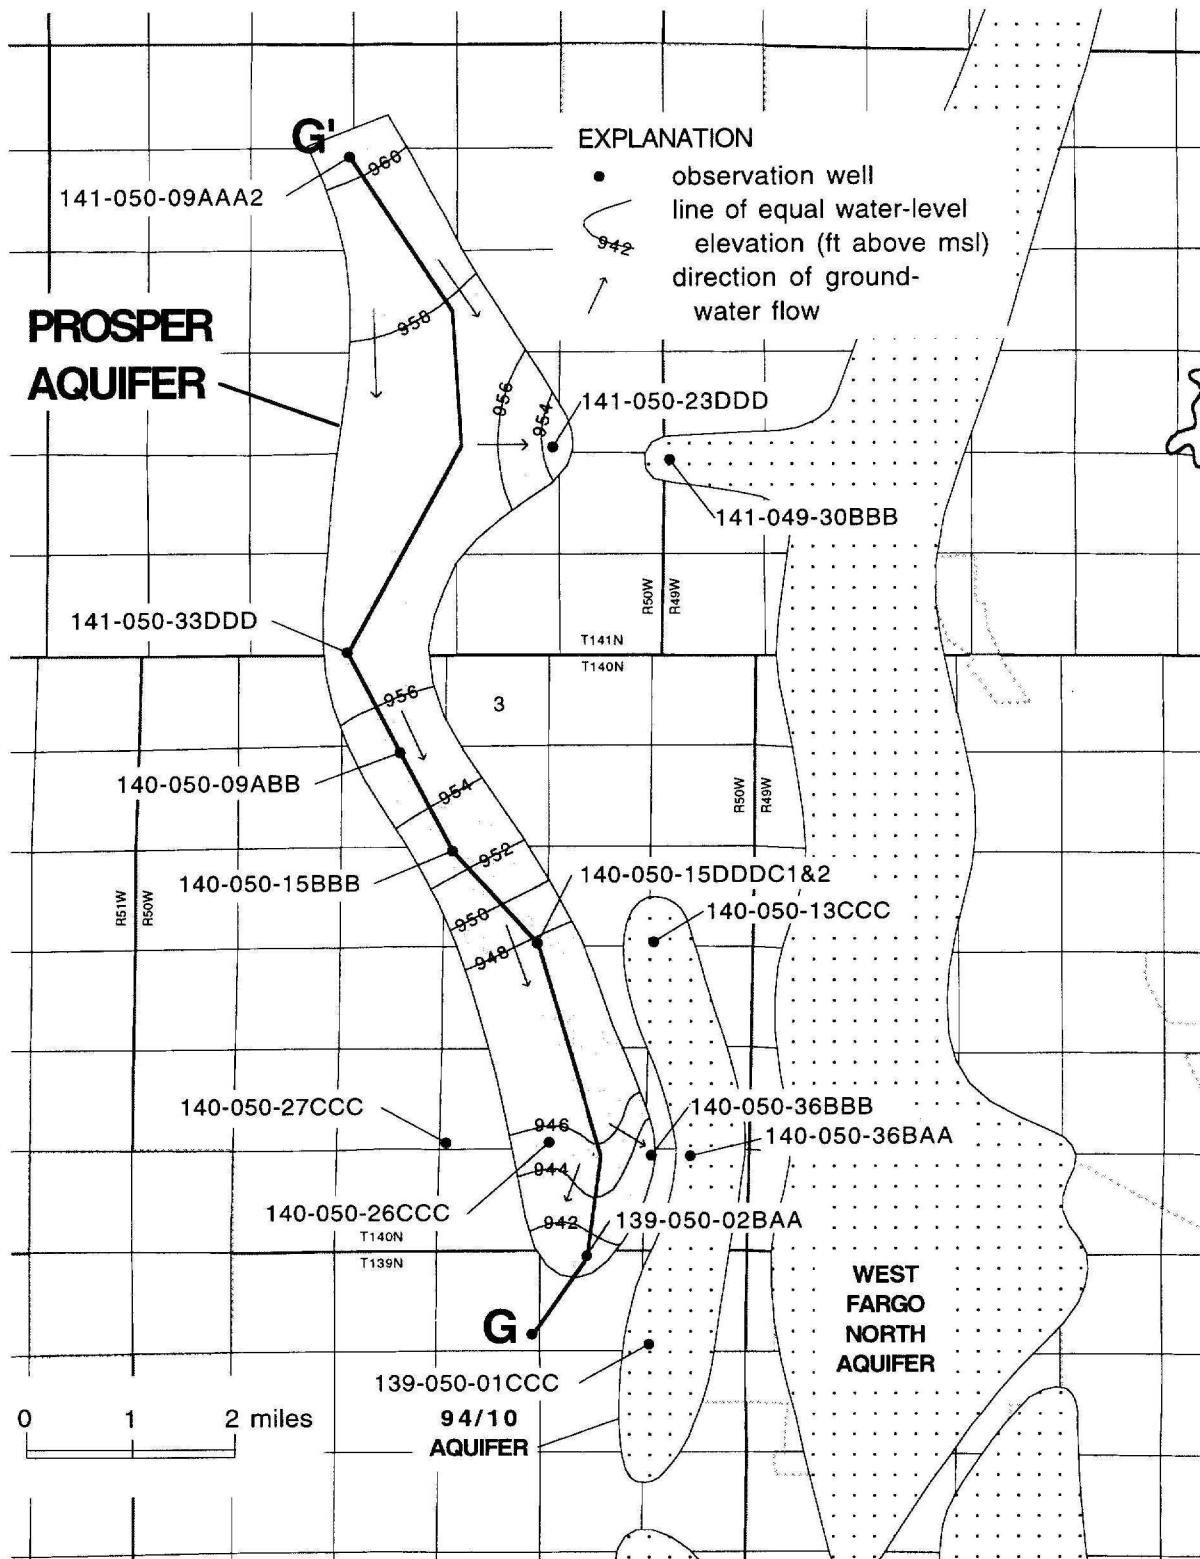 G'
960
EXPLANATION
observation well
141-050-09AAA2
line of equal water-level
elevation (ft above msl)
942
direction of ground-
water flow
958
PROSPER
AQUIFER
956
954
141-050-23DDD
141-049-30BBB
R50W
R49W
141-050-33DDD
T141N
T140N
956
3
140-050-09ABB
954
R50W
R49W
952
140-050-15BBB
140-050-15DDDC1&2
R51W
R50W
950
140-050-13CCC
948
140-050-27CCC
140-050-36BBB
946
140-050-36BAA
944
140-050-26CCC
942
139-050-02BAA
T140N
T139N
WEST
FARGO
NORTH
AQUIFER
G
139-050-01CCC
0 1 2 miles
94/10
AQUIFER